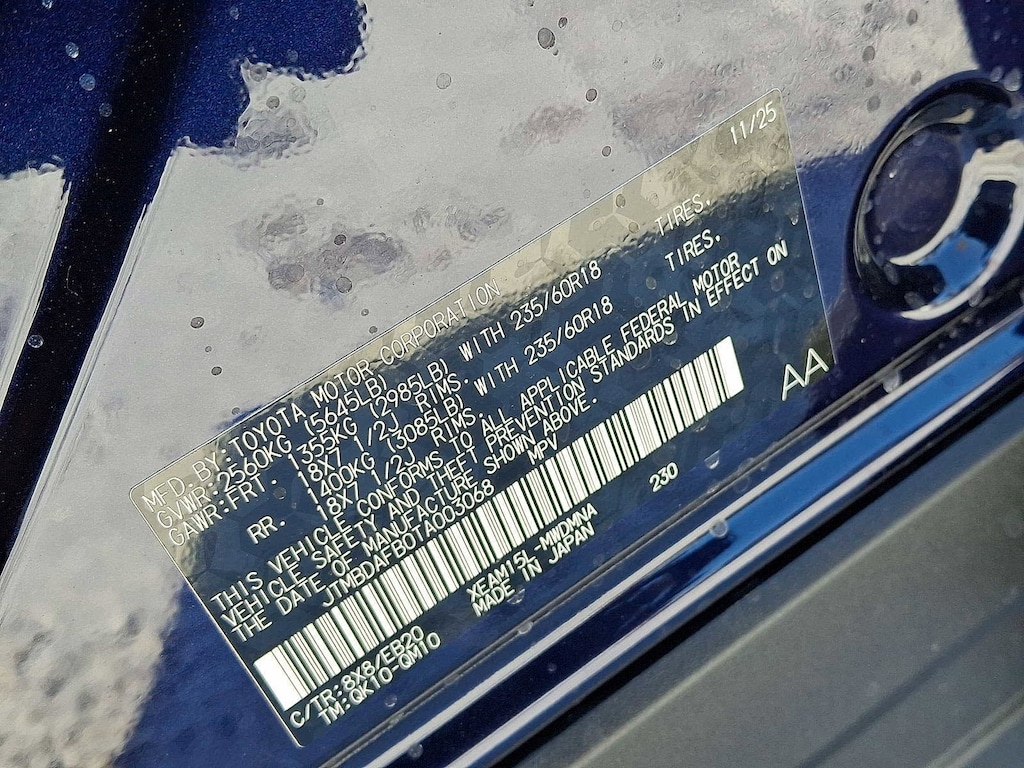 MFD. BY: TOYOTA MOTOR CORPORATION 11/25
GVWR: 2560KG (5645LB)
GAWR: FRT. 1355KG (2985LB) WITH 235/60R18 TIRES,
18X7 1/2J RIMS.
RR. 1400KG (3085LB) WITH 235/60R18 TIRES,
18X7 1/2J RIMS.
THIS VEHICLE CONFORMS TO ALL APPLICABLE FEDERAL MOTOR
VEHICLE SAFETY AND THEFT PREVENTION STANDARDS IN EFFECT ON
THE DATE OF MANUFACTURE SHOWN ABOVE.
JTMBDAFB0TA003068 MPV
AA
C/TR:8X8/EB20 XEAM15L-MWDMNA 230
TM:QK10-QM10 MADE IN JAPAN